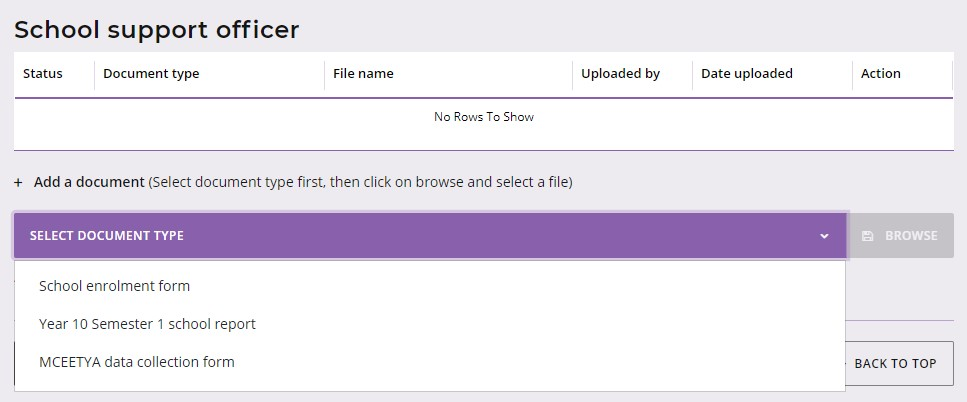 School support officer
Status Document type File name Uploaded by Date uploaded Action
No Rows To Show
+ Add a document (Select document type first, then click on browse and select a file)
SELECT DOCUMENT TYPE BROWSE
School enrolment form
Year 10 Semester 1 school report
MCEETYA data collection form
BACK TO TOP